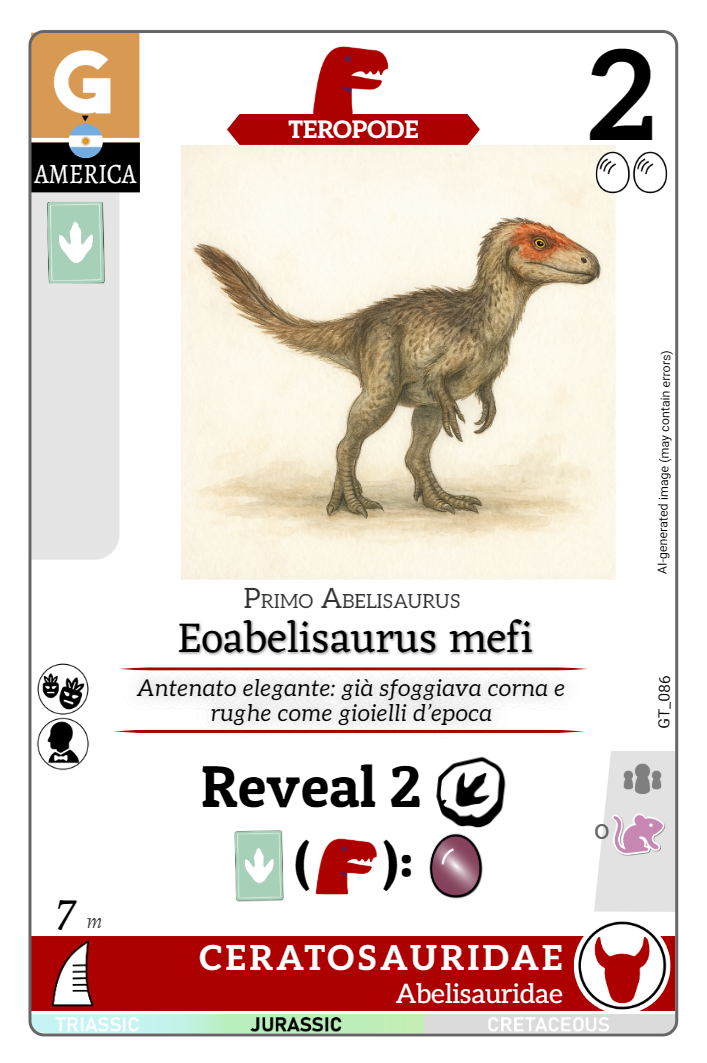 G
2
TEROPODE
AMERICA
AI-generated image (may contain errors)
Primo Abelisaurus
Eoabelisaurus mefi
Antenato elegante: già sfoggiava corna e
rughe come gioielli d'epoca
GT_086
Reveal 2
( ):
o
7 m
CERATOSAURIDAE
Abelisauridae
TRIASSIC JURASSIC CRETACEOUS